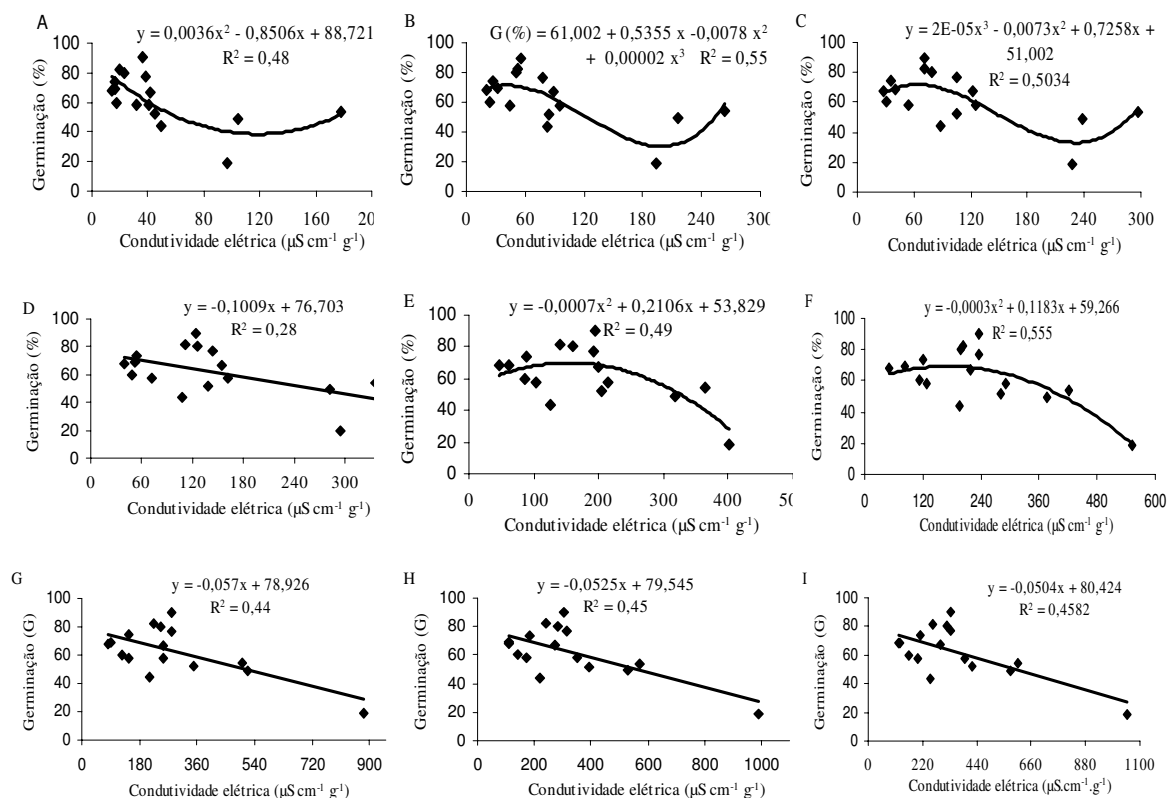 A
y = 0,0036x² - 0,8506x + 88,721
R² = 0,48
Germinação (%)
100
80
60
40
20
0
0 40 80 120 160 20
Condutividade elétrica (µS cm⁻¹ g⁻¹)
B
G (%) = 61,002 + 0,5355 x -0,0078 x²
+ 0,00002 x³ R² = 0,55
Germinação (%)
100
80
60
40
20
0
0 60 120 180 240 300
Condutividade elétrica (µS cm⁻¹ g⁻¹)
C
y = 2E-05x³ - 0,0073x² + 0,7258x +
51,002
R² = 0,5034
Germinação (%)
100
80
60
40
20
0
0 60 120 180 240 300
Condutividade elétrica (µS cm⁻¹ g⁻¹)
D
y = -0,1009x + 76,703
R² = 0,28
Germinação (%)
100
80
60
40
20
0
0 60 120 180 240 300
Condutividade elétrica (µS cm⁻¹ g⁻¹)
E
y = -0,0007x² + 0,2106x + 53,829
R² = 0,49
Germinação (%)
100
80
60
40
20
0
0 100 200 300 400 50
Condutividade elétrica (µS cm⁻¹ g⁻¹)
F
y = -0,0003x² + 0,1183x + 59,266
R² = 0,555
Germinação (%)
100
80
60
40
20
0
0 120 240 360 480 600
Condutividade elétrica (µS cm⁻¹ g⁻¹)
G
y = -0,057x + 78,926
R² = 0,44
Germinação (G)
100
80
60
40
20
0
0 180 360 540 720 900
Condutividade elétrica (µS cm⁻¹ g⁻¹)
H
y = -0,0525x + 79,545
R² = 0,45
Germinação (G)
100
80
60
40
20
0
0 200 400 600 800 1000
Condutividade elétrica (µS cm⁻¹ g⁻¹)
I
y = -0,0504x + 80,424
R² = 0,4582
Germinação (G)
100
80
60
40
20
0
0 220 440 660 880 1100
Condutividade elétrica (µS.cm⁻¹.g⁻¹)